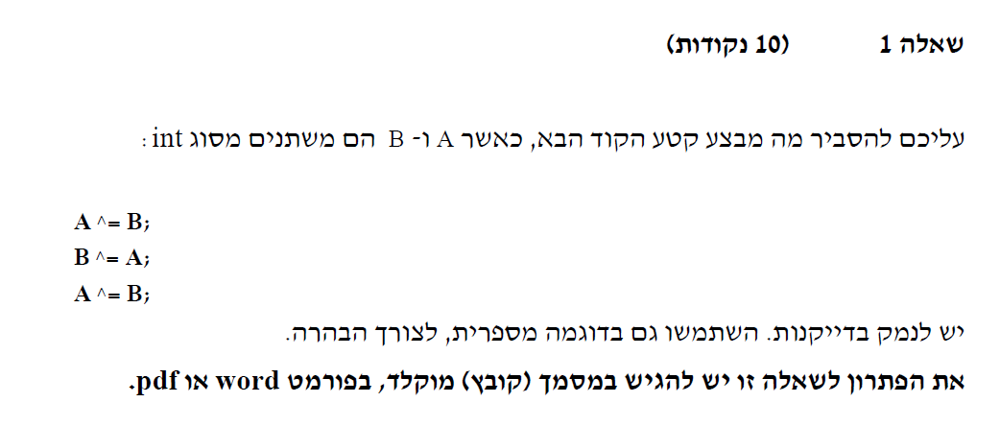 שאלה 1 (10 נקודות)
עליכם להסביר מה מבצע קטע הקוד הבא, כאשר A ו- B הם משתנים מסוג int :
A ^= B;
B ^= A;
A ^= B;
יש לנמק בדייקנות. השתמשו גם בדוגמה מספרית, לצורך הבהרה.
את הפתרון לשאלה זו יש להגיש במסמך (קובץ) מוקלד, בפורמט word או pdf.